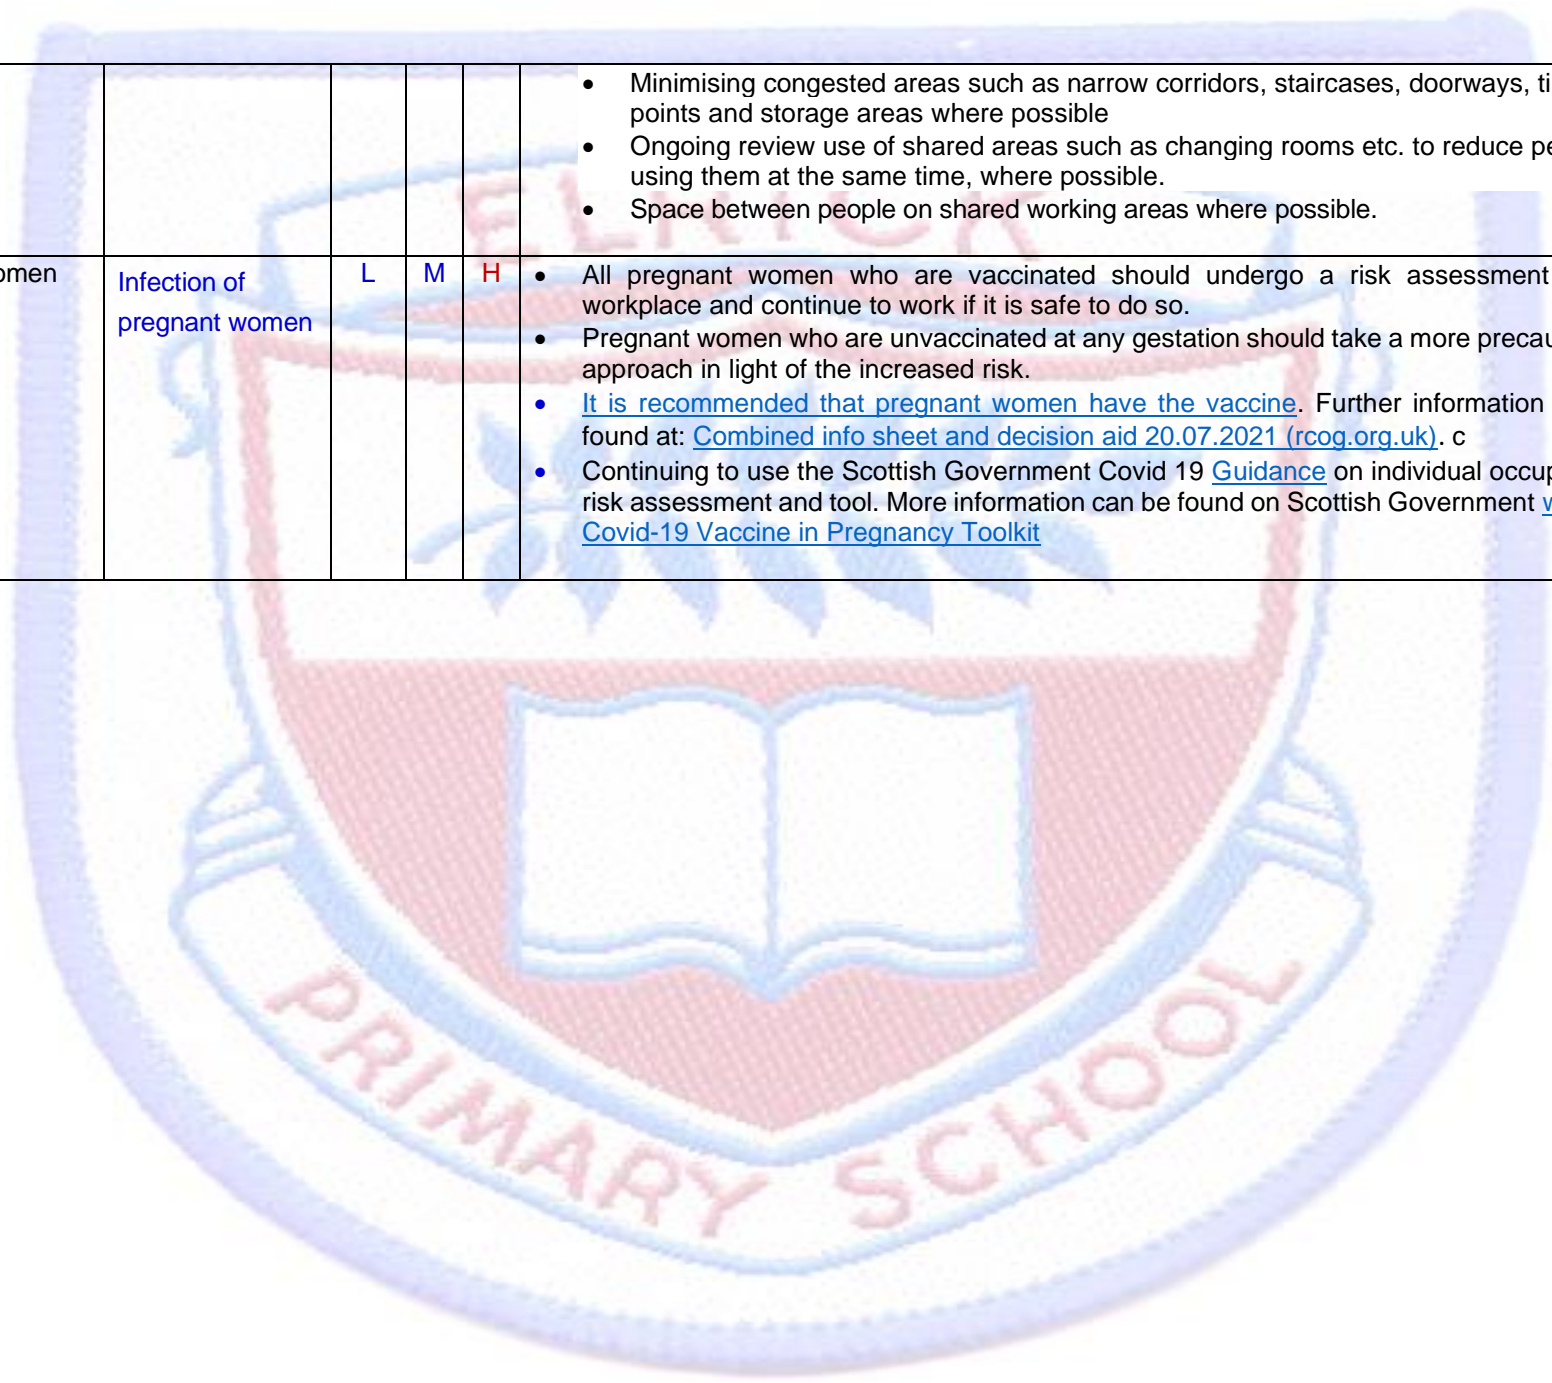 Minimising congested areas such as narrow corridors, staircases, doorways,
points and storage areas where possible
Ongoing review use of shared areas such as changing rooms etc. to reduce
using them at the same time, where possible.
Space between people on shared working areas where possible.
Infection of
pregnant women
L M H
All pregnant women who are vaccinated should undergo a risk assessment
workplace and continue to work if it is safe to do so.
Pregnant women who are unvaccinated at any gestation should take a more
approach in light of the increased risk.
It is recommended that pregnant women have the vaccine. Further information
found at: Combined info sheet and decision aid 20.07.2021 (rcog.org.uk). c
Continuing to use the Scottish Government Covid 19 Guidance on individual
risk assessment and tool. More information can be found on Scottish Government
Covid-19 Vaccine in Pregnancy Toolkit
ELRICK
PRIMARY SCHOOL